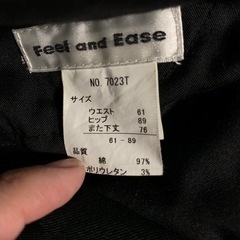 Feel and Ease
NO. 7023T
サイズ
ウエスト 61
ヒップ 89
また下丈 76
61-89
品質
綿 97%
ポリウレタン 3%